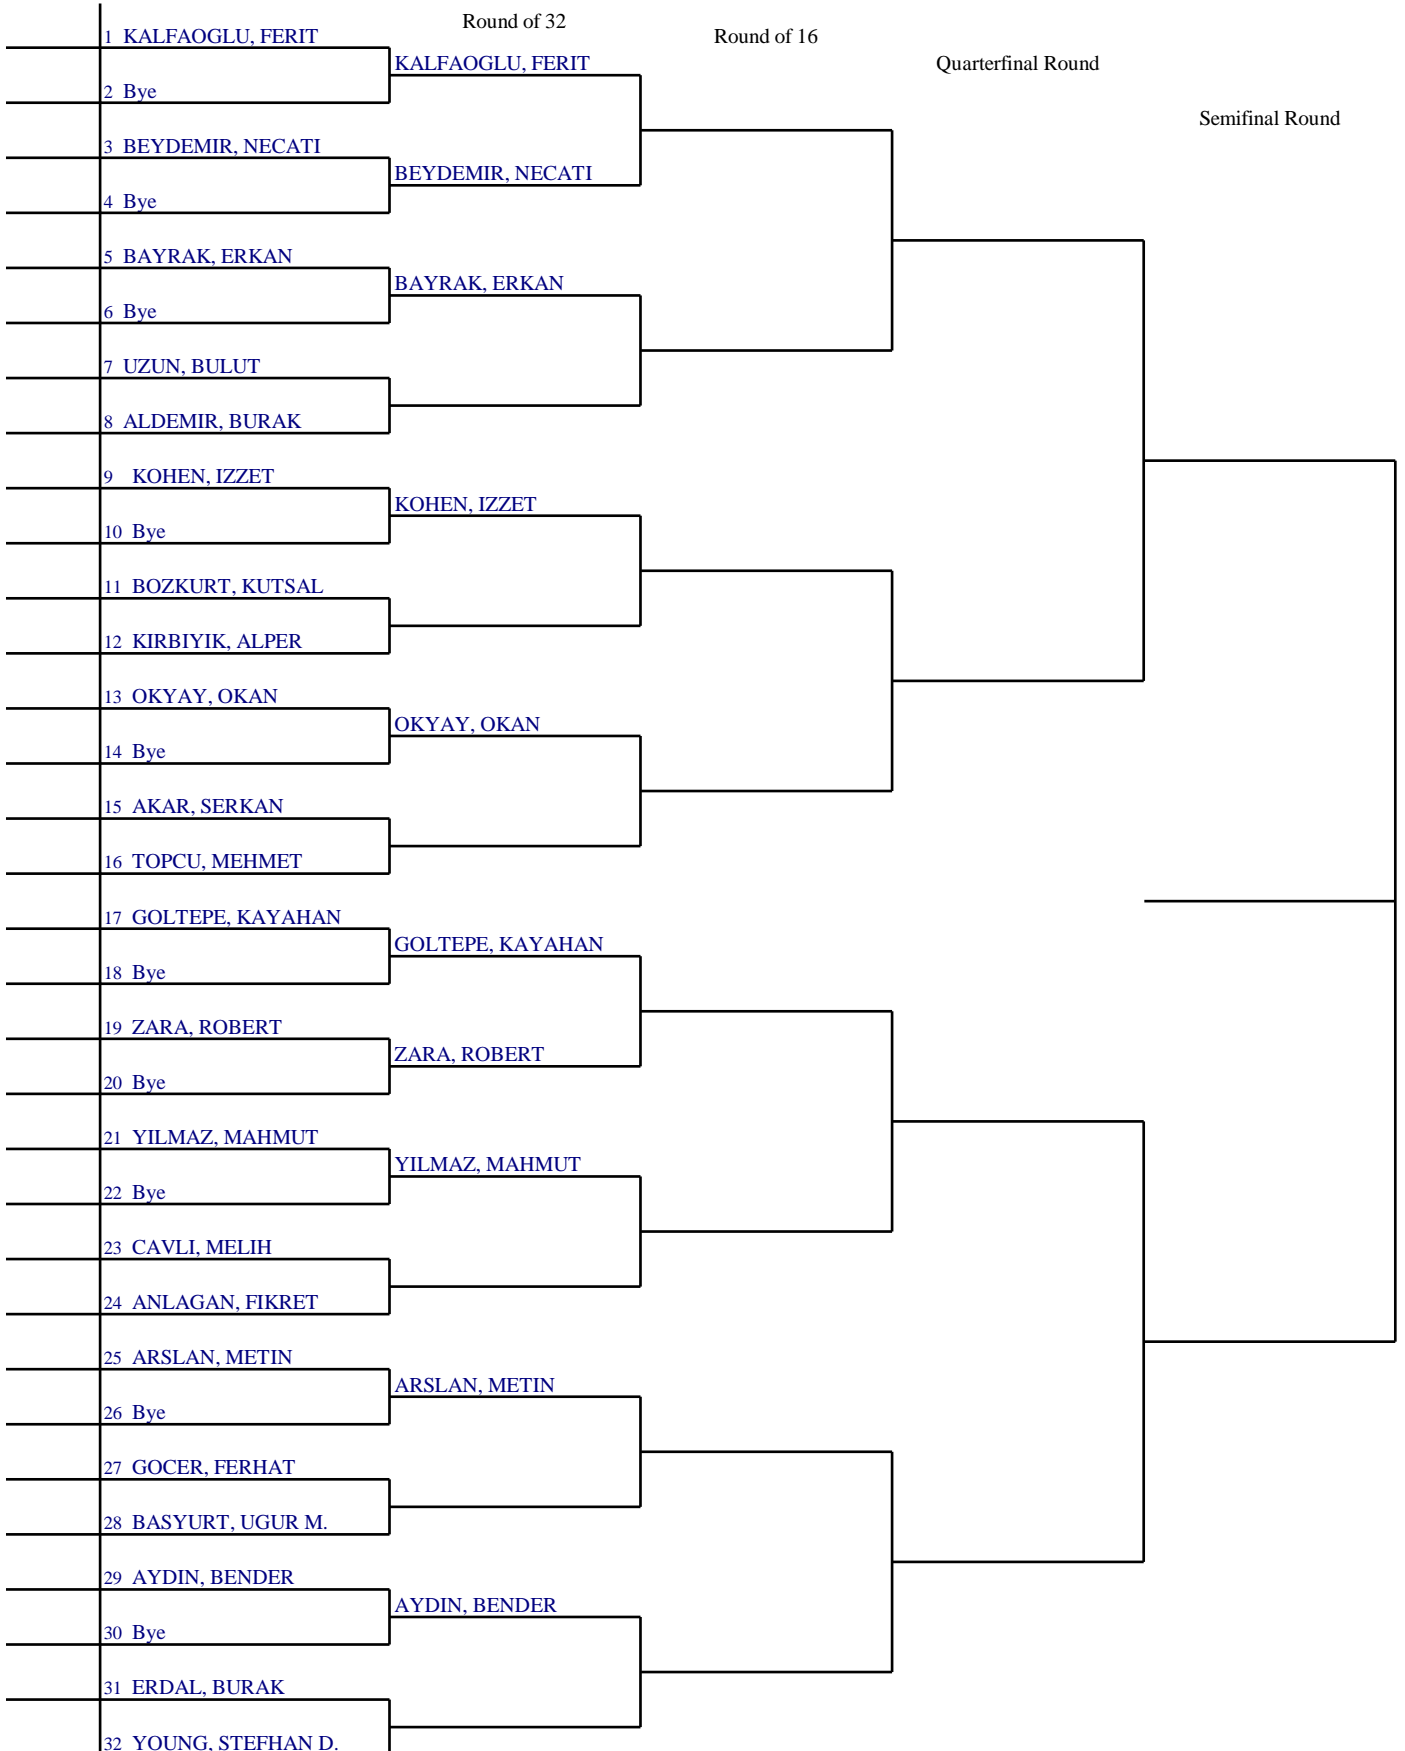 Round of 32
Round of 16
Quarterfinal Round
Semifinal Round
1 KALFAOGLU, FERIT
KALFAOGLU, FERIT
2 Bye
3 BEYDEMIR, NECATI
BEYDEMIR, NECATI
4 Bye
5 BAYRAK, ERKAN
BAYRAK, ERKAN
6 Bye
7 UZUN, BULUT
8 ALDEMIR, BURAK
9 KOHEN, IZZET
KOHEN, IZZET
10 Bye
11 BOZKURT, KUTSAL
12 KIRBIYIK, ALPER
13 OKYAY, OKAN
OKYAY, OKAN
14 Bye
15 AKAR, SERKAN
16 TOPCU, MEHMET
17 GOLTEPE, KAYAHAN
GOLTEPE, KAYAHAN
18 Bye
19 ZARA, ROBERT
ZARA, ROBERT
20 Bye
21 YILMAZ, MAHMUT
YILMAZ, MAHMUT
22 Bye
23 CAVLI, MELIH
24 ANLAGAN, FIKRET
25 ARSLAN, METIN
ARSLAN, METIN
26 Bye
27 GOCER, FERHAT
28 BASYURT, UGUR M.
29 AYDIN, BENDER
AYDIN, BENDER
30 Bye
31 ERDAL, BURAK
32 YOUNG, STEFHAN D.